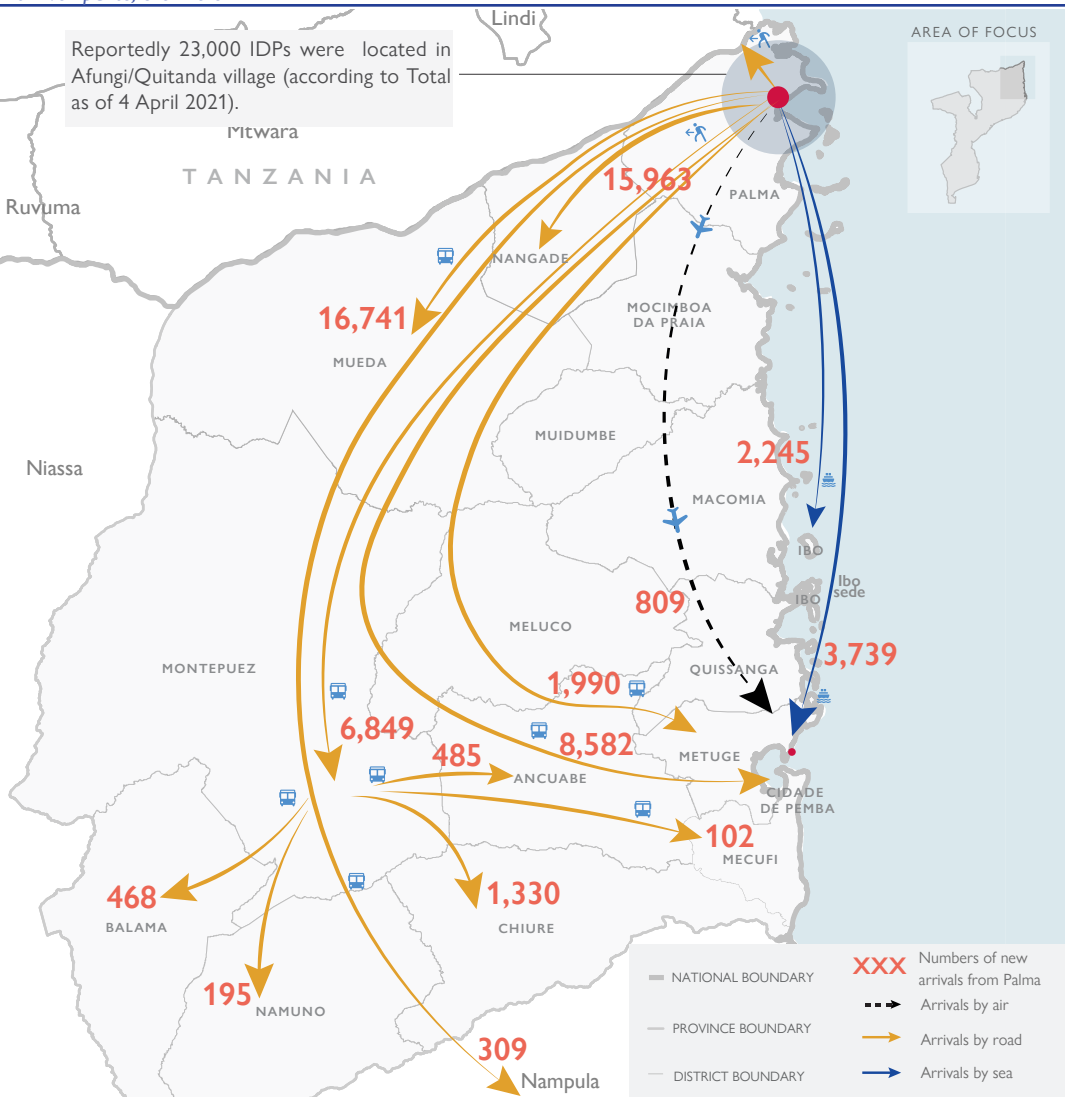 Lindi
AREA OF FOCUS
Reportedly 23,000 IDPs were located in
Afungi/Quitanda village (according to Total
as of 4 April 2021).
Mtwara
TANZANIA
Ruvuma
15,963
PALMA
NANGADE
16,741
MOCIMBOA
DA PRAIA
MUEDA
MUIDUMBE
2,245
Niassa
MACOMIA
IBO
Ibo
sede
IBO
809
MELUCO
3,739
MONTEPUEZ
QUISSANGA
1,990
6,849
8,582
485
METUGE
ANCUABE
CIDADE
DE PEMBA
102
MECUFI
468
1,330
BALAMA
CHIURE
195
NAMUNO
309
Nampula
NATIONAL BOUNDARY
PROVINCE BOUNDARY
DISTRICT BOUNDARY
XXX
Numbers of new
arrivals from Palma
Arrivals by air
Arrivals by road
Arrivals by sea